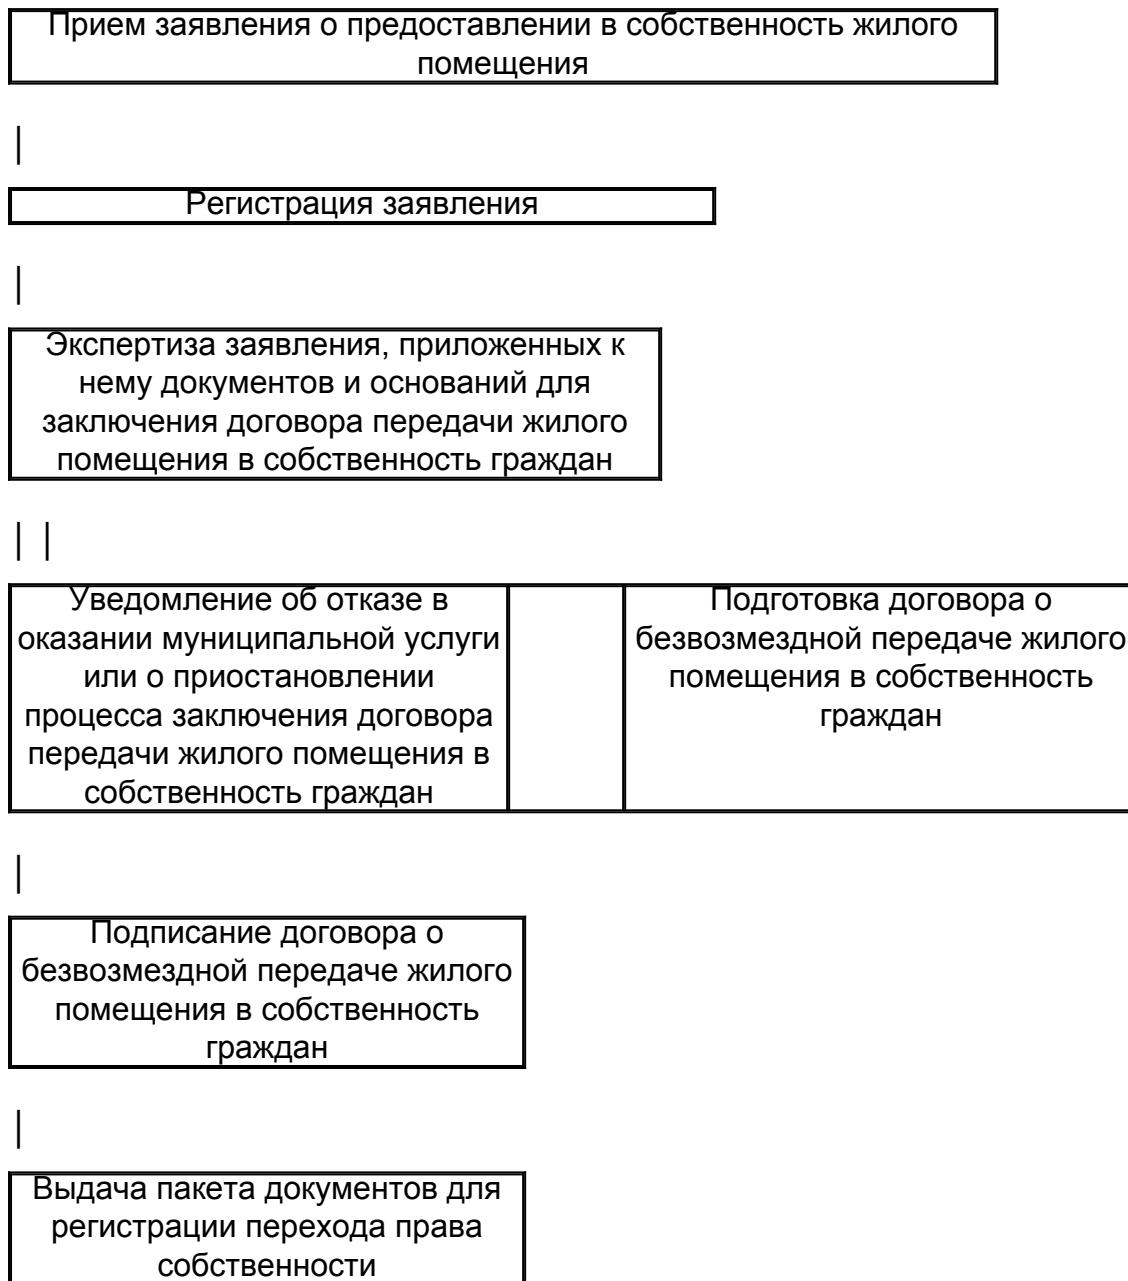 Прием заявления о предоставлении в собственность жилого
помещения
|
Регистрация заявления
|
Экспертиза заявления, приложенных к
нему документов и оснований для
заключения договора передачи жилого
помещения в собственность граждан
| |
Уведомление об отказе в
оказании муниципальной услуги
или о приостановлении
процесса заключения договора
передачи жилого помещения в
собственность граждан
Подготовка договора о
безвозмездной передаче жилого
помещения в собственность
граждан
|
Подписание договора о
безвозмездной передаче жилого
помещения в собственность
граждан
|
Выдача пакета документов для
регистрации перехода права
собственности